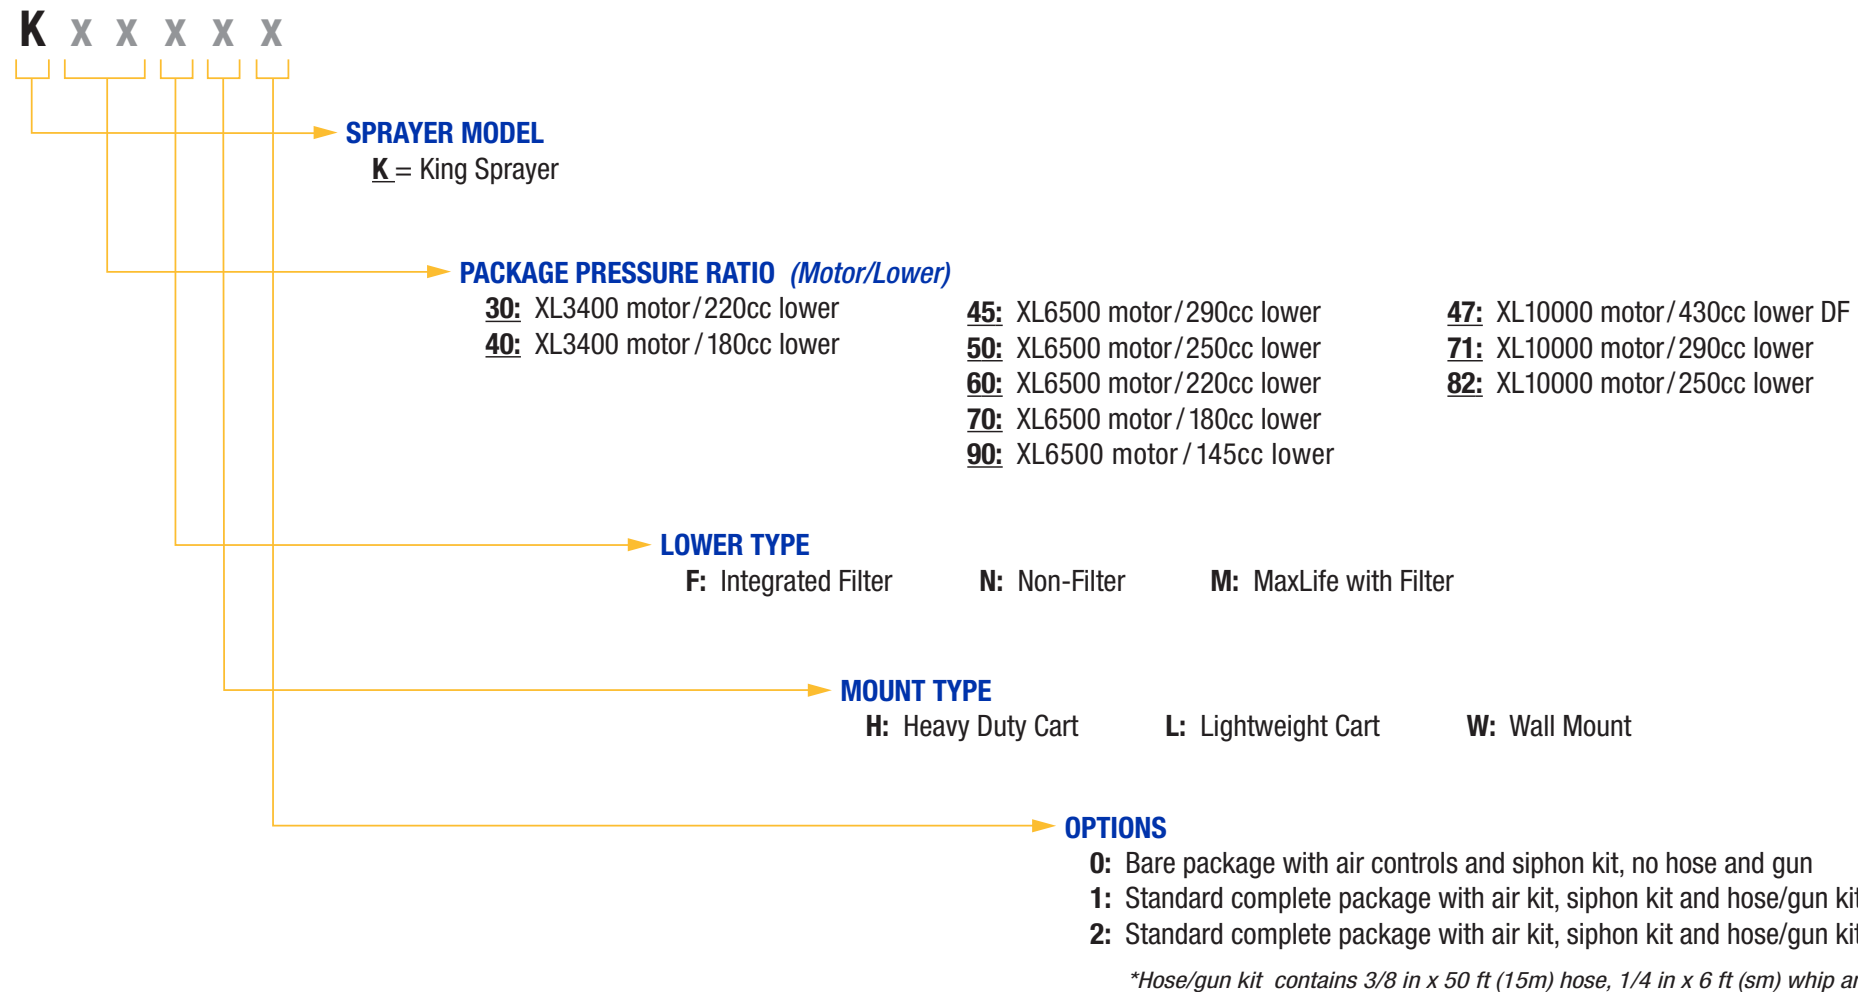 K x x x x x
SPRAYER MODEL
K = King Sprayer
PACKAGE PRESSURE RATIO (Motor/Lower)
30: XL3400 motor/220cc lower
40: XL3400 motor/180cc lower
45: XL6500 motor/290cc lower
50: XL6500 motor/250cc lower
60: XL6500 motor/220cc lower
70: XL6500 motor/180cc lower
90: XL6500 motor/145cc lower
47: XL10000 motor/430cc lower DF
71: XL10000 motor/290cc lower
82: XL10000 motor/250cc lower
LOWER TYPE
F: Integrated Filter N: Non-Filter M: MaxLife with Filter
MOUNT TYPE
H: Heavy Duty Cart L: Lightweight Cart W: Wall Mount
OPTIONS
0: Bare package with air controls and siphon kit, no hose and gun
1: Standard complete package with air kit, siphon kit and hose/gun kit
2: Standard complete package with air kit, siphon kit and hose/gun kit
*Hose/gun kit contains 3/8 in x 50 ft (15m) hose, 1/4 in x 6 ft (sm) whip